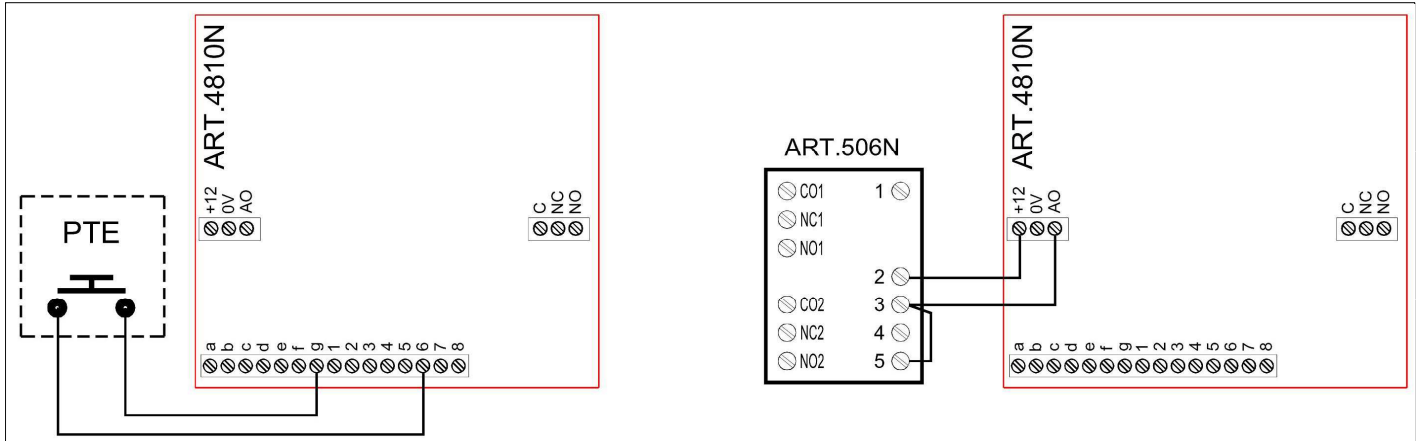 ART.4810N
+12
0V
AO
C
NC
NO
PTE
a
b
c
d
e
f
g
1
2
3
4
5
6
7
8
ART.506N
CO1 1
NC1
NO1
2
CO2 3
NC2 4
NO2 5
ART.4810N
+12
0V
AO
C
NC
NO
a
b
c
d
e
f
g
1
2
3
4
5
6
7
8